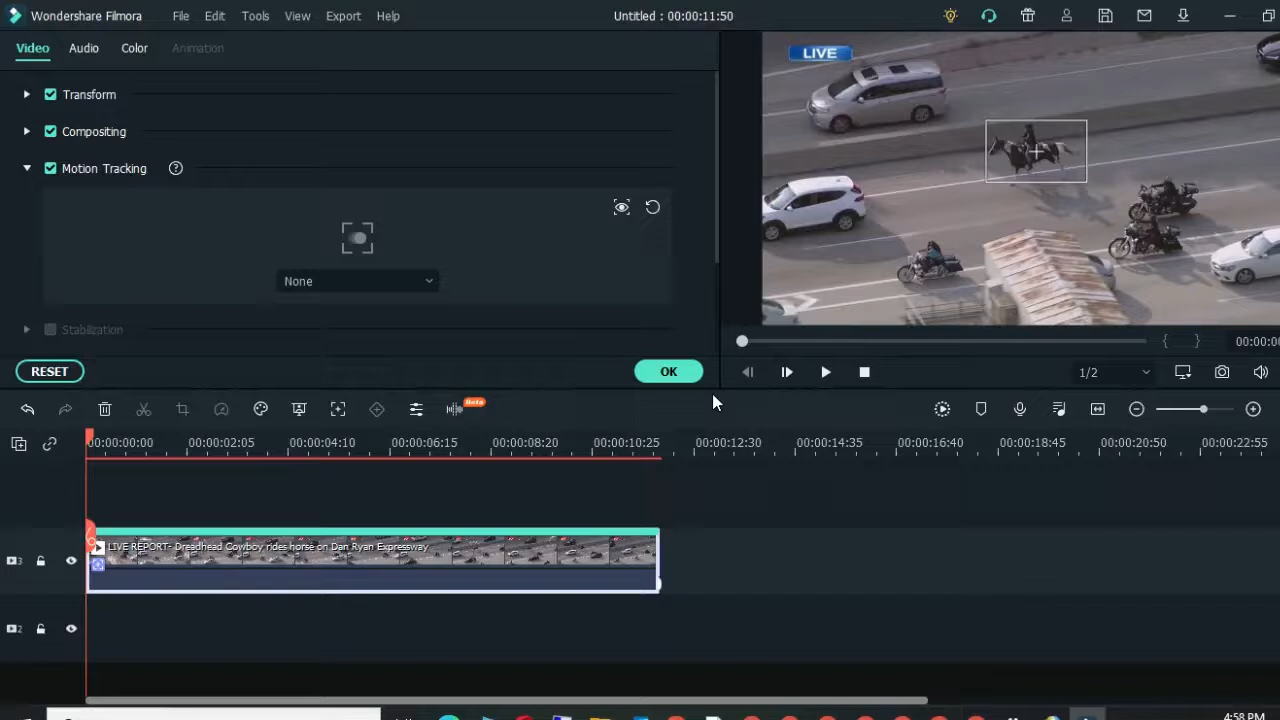 Wondershare Filmora File Edit Tools View Export Help Untitled : 00:00:11:50
Video Audio Color Animation
LIVE
Transform
Compositing
Motion Tracking
None
Stabilization
RESET OK
1/2
Beta
00:00:00:00 00:00:02:05 00:00:04:10 00:00:06:15 00:00:08:20 00:00:10:25 00:00:12:30 00:00:14:35 00:00:16:40 00:00:18:45 00:00:20:50 00:00:22:55
LIVE REPORT- Dreadhead Cowboy rides horse on Dan Ryan Expressway
3
2
4:58 PM